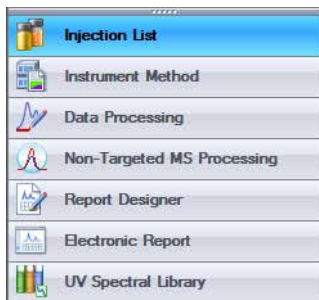 Injection List
Instrument Method
Data Processing
Non-Targeted MS Processing
Report Designer
Electronic Report
UV Spectral Library